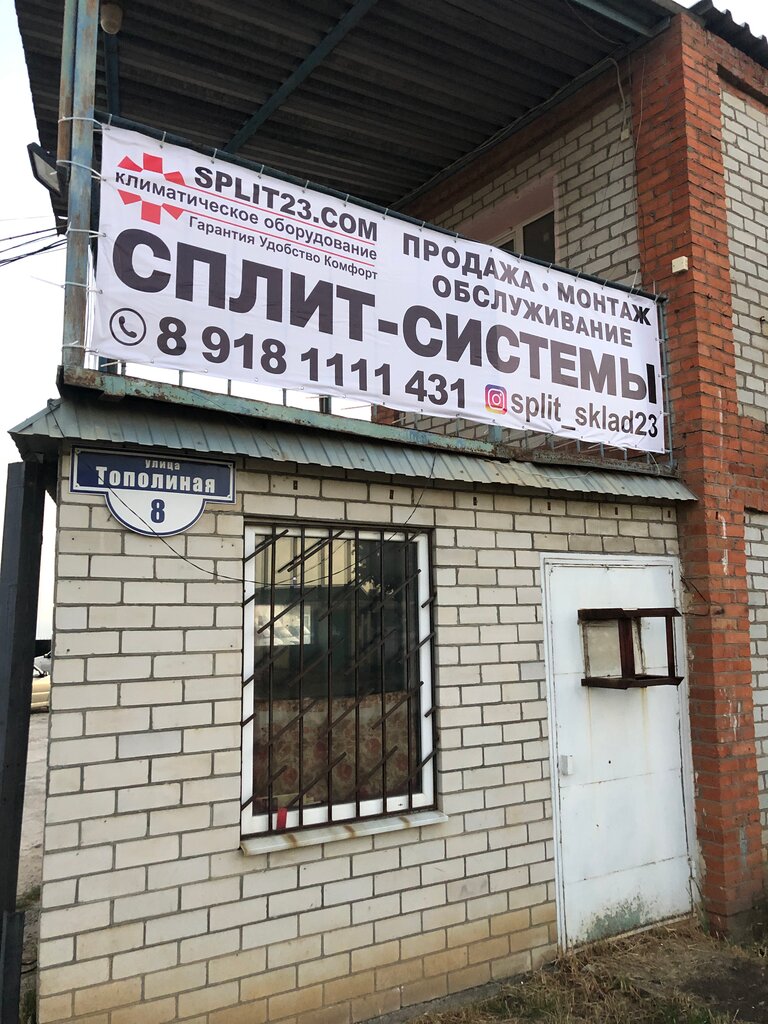 SPLIT23.COM
климатическое оборудование
Гарантия Удобство Комфорт
ПРОДАЖА • МОНТАЖ
ОБСЛУЖИВАНИЕ
СПЛИТ-СИСТЕМЫ
8 918 1111 431
split_sklad23
улица
Тополиная
8